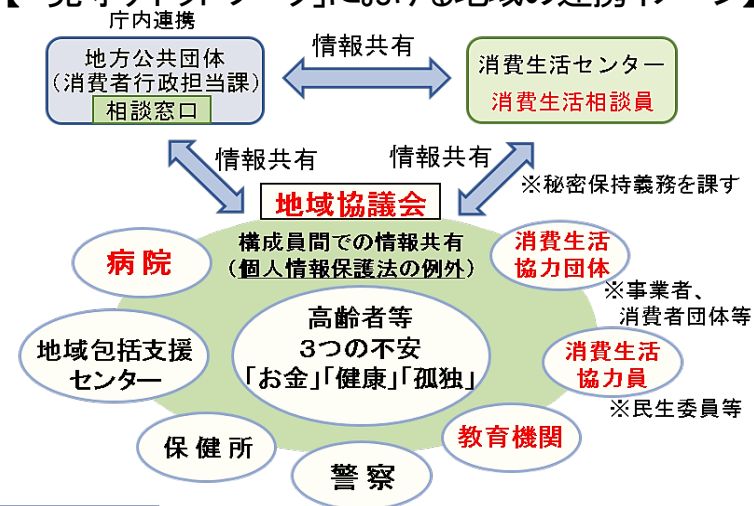 庁内連携
地方公共団体
（消費者行政担当課）
相談窓口
情報共有
消費生活センター
消費生活相談員
情報共有
情報共有
※秘密保持義務を課す
地域協議会
構成員間での情報共有
（個人情報保護法の例外）
病院
消費生活
協力団体
※事業者、
消費者団体等
高齢者等
３つの不安
「お金」「健康」「孤独」
地域包括支援
センター
消費生活
協力員
※民生委員等
保健所
教育機関
警察